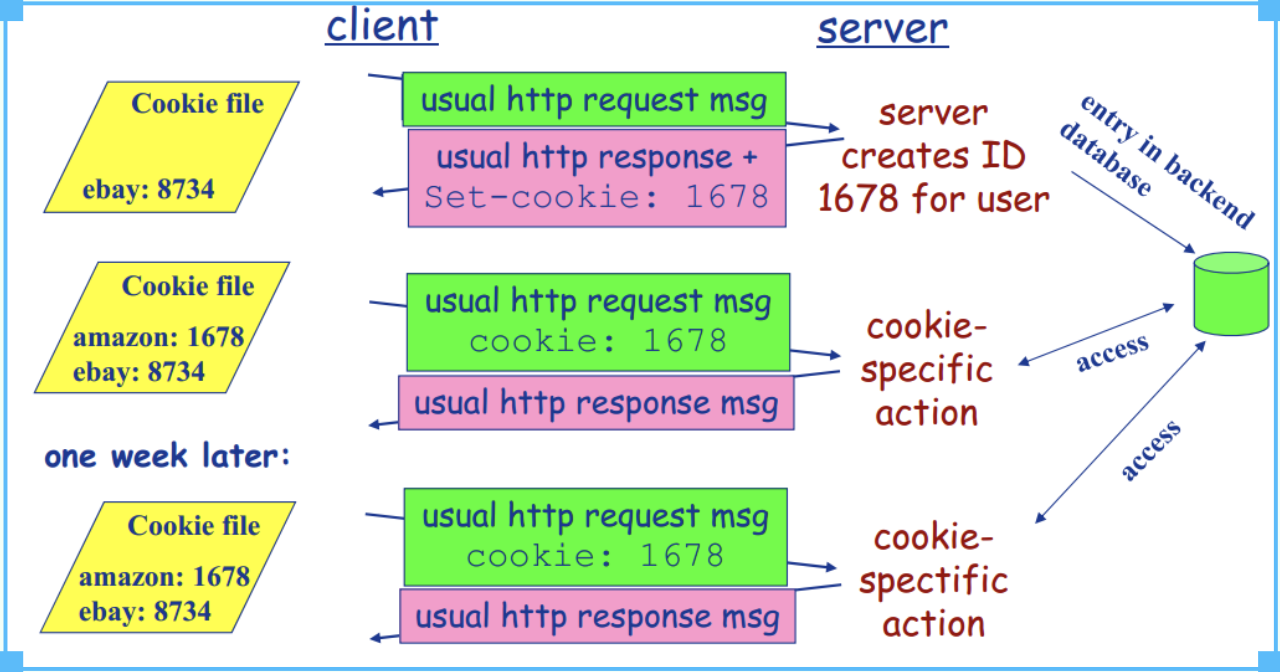 client
server
Cookie file
ebay: 8734
usual http request msg
usual http response +
Set-cookie: 1678
server
creates ID
1678 for user
entry in backend
database
Cookie file
amazon: 1678
ebay: 8734
usual http request msg
cookie: 1678
usual http response msg
cookie-
specific
action
access
access
one week later:
Cookie file
amazon: 1678
ebay: 8734
usual http request msg
cookie: 1678
usual http response msg
cookie-
spectific
action